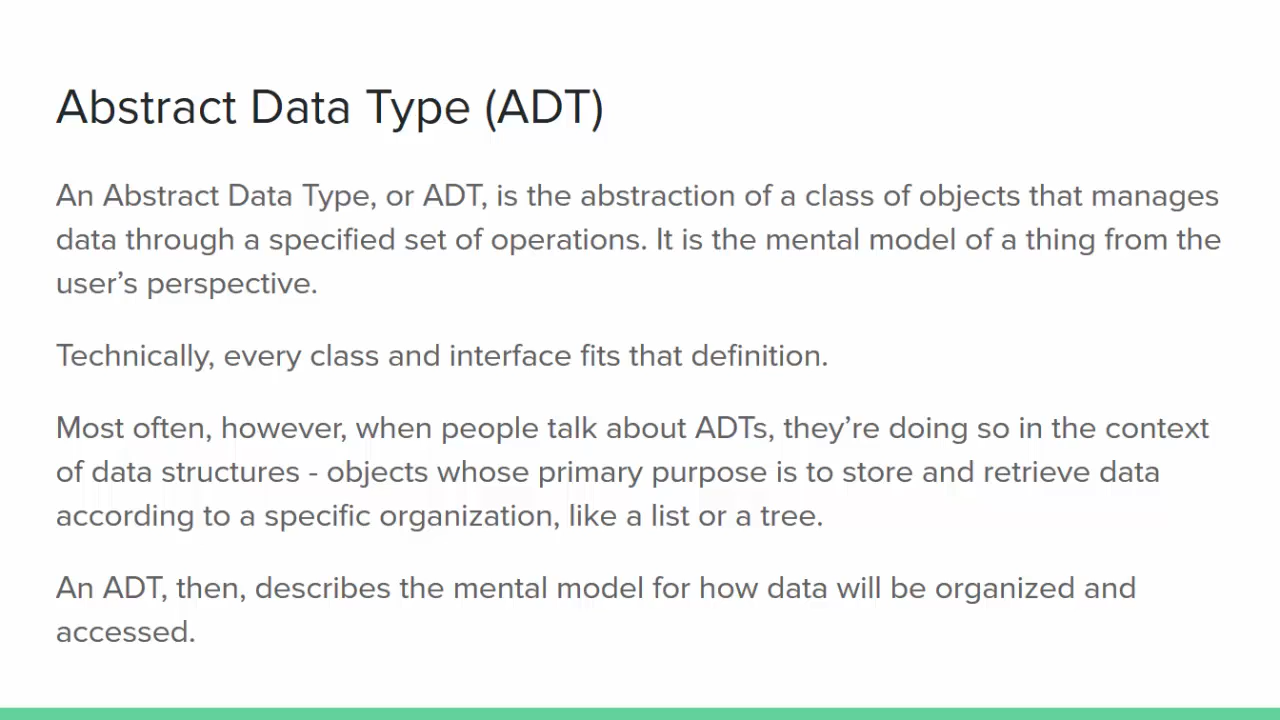 Abstract Data Type (ADT)
An Abstract Data Type, or ADT, is the abstraction of a class of objects that manages
data through a specified set of operations. It is the mental model of a thing from the
user’s perspective.
Technically, every class and interface fits that definition.
Most often, however, when people talk about ADTs, they’re doing so in the context
of data structures - objects whose primary purpose is to store and retrieve data
according to a specific organization, like a list or a tree.
An ADT, then, describes the mental model for how data will be organized and
accessed.